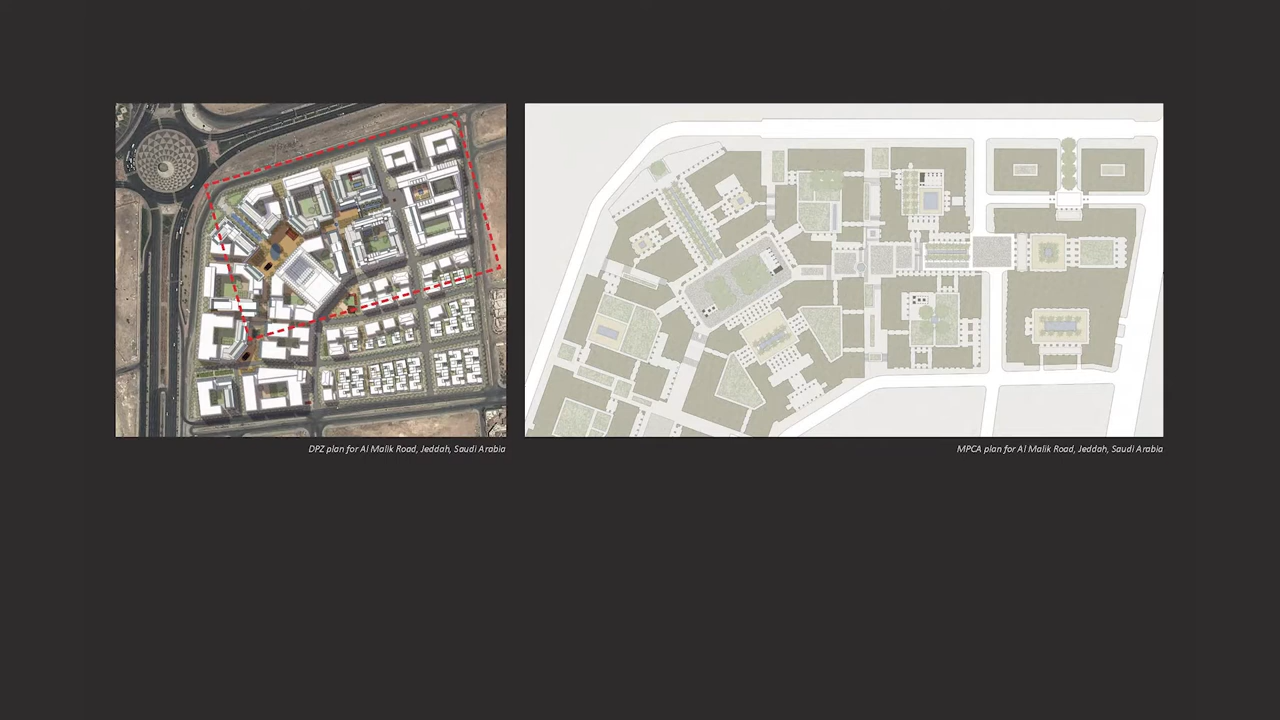 DPZ plan for Al Malik Road, Jeddah, Saudi Arabia
MPCA plan for Al Malik Road, Jeddah, Saudi Arabia